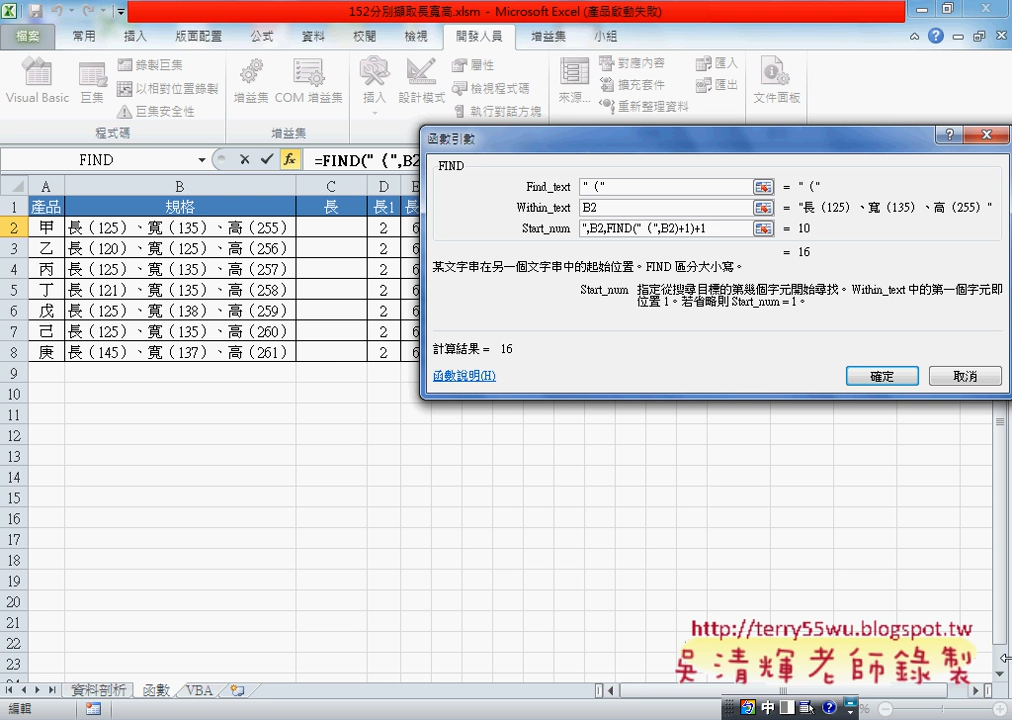 152分別擷取長寬高.xlsm - Microsoft Excel (產品啟動失敗)
檔案 常用 插入 版面配置 公式 資料 校閱 檢視 開發人員 增益集 小組
Visual Basic 巨集 錄製巨集 以相對位置錄製 巨集安全性 程式碼
增益集 COM 增益集 增益集
插入 設計模式 屬性 檢視程式碼 執行對話方塊
來源... 對應內容 擴充套件 重新整理資料 匯入 匯出
文件面板
FIND =FIND("（",B2
函數引數
FIND
Find_text "（" = "（"
Within_text B2 = "長（125）、寬（135）、高（255）"
Start_num ",B2,FIND("（",B2)+1)+1 = 10
= 16
某文字串在另一個文字串中的起始位置。FIND 區分大小寫。
Start_num 指定從搜尋目標的第幾個字元開始尋找。Within_text 中的第一個字元即
位置 1。若省略則 Start_num = 1。
計算結果 = 16
函數說明(H) 確定 取消
A B C D E
1 產品 規格 長 長1 長
2 甲 長（125）、寬（135）、高（255） 2 6
3 乙 長（120）、寬（125）、高（256） 2 6
4 丙 長（125）、寬（135）、高（257） 2 6
5 丁 長（121）、寬（135）、高（258） 2 6
6 戊 長（125）、寬（138）、高（259） 2 6
7 己 長（125）、寬（135）、高（260） 2 6
8 庚 長（145）、寬（137）、高（261） 2 6
9
10
11
12
13
14
15
16
17
18
19
20
21
22
23
http://terry55wu.blogspot.tw
吳清輝老師錄製
資料剖析 函數 VBA
編輯 中